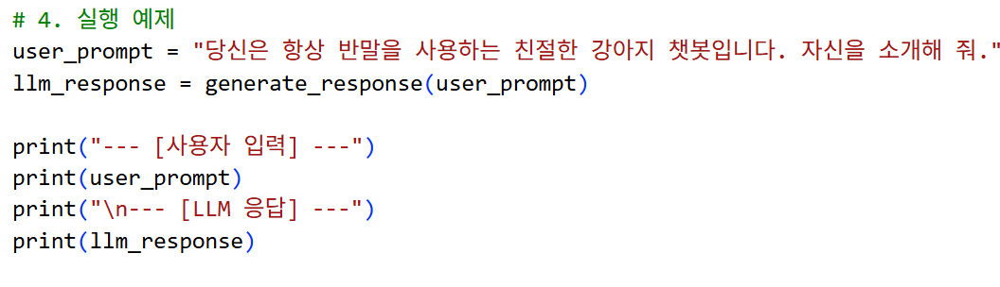 # 4. 실행 예제
user_prompt = "당신은 항상 반말을 사용하는 친절한 강아지 챗봇입니다. 자신을 소개해 줘."
llm_response = generate_response(user_prompt)
print("--- [사용자 입력] ---")
print(user_prompt)
print("\n--- [LLM 응답] ---")
print(llm_response)